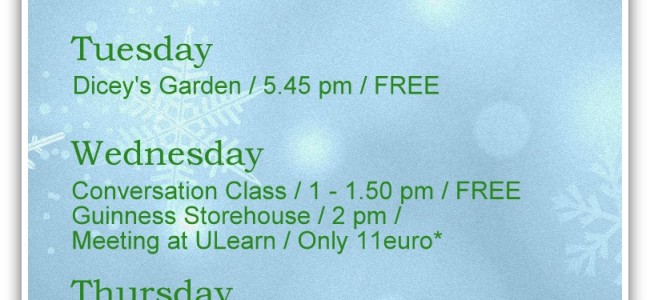 Tuesday
Dicey's Garden / 5.45 pm / FREE
Wednesday
Conversation Class / 1 - 1.50 pm / FREE
Guinness Storehouse / 2 pm /
Meeting at ULearn / Only 11euro*
Thursday